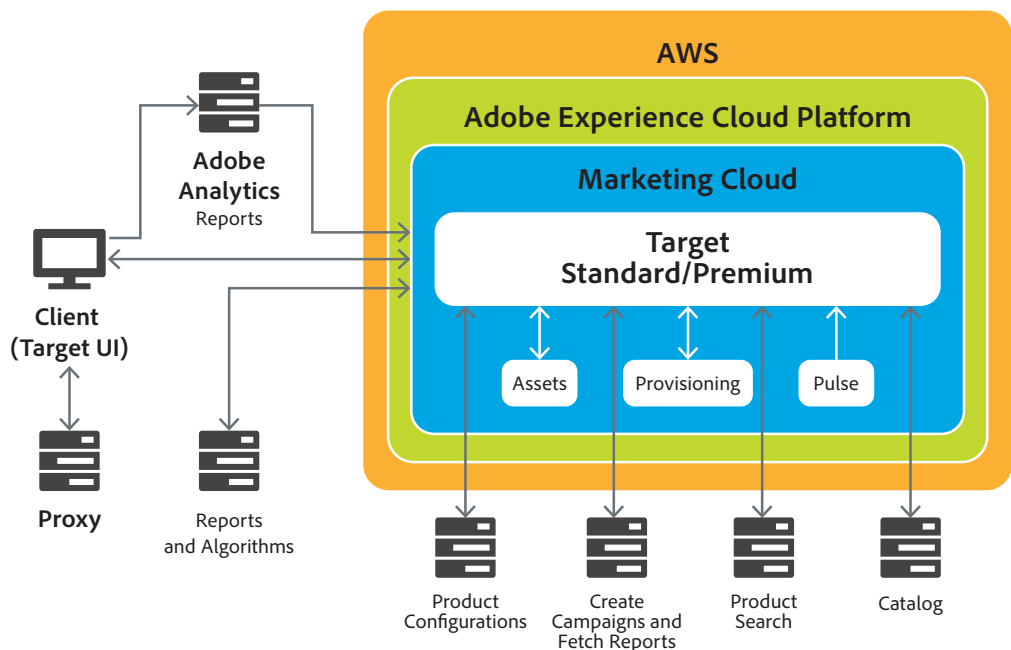 AWS
Adobe Experience Cloud Platform
Marketing Cloud
Target
Standard/Premium
Assets
Provisioning
Pulse
Adobe
Analytics
Reports
Client
(Target UI)
Proxy
Reports
and Algorithms
Product
Configurations
Create
Campaigns and
Fetch Reports
Product
Search
Catalog